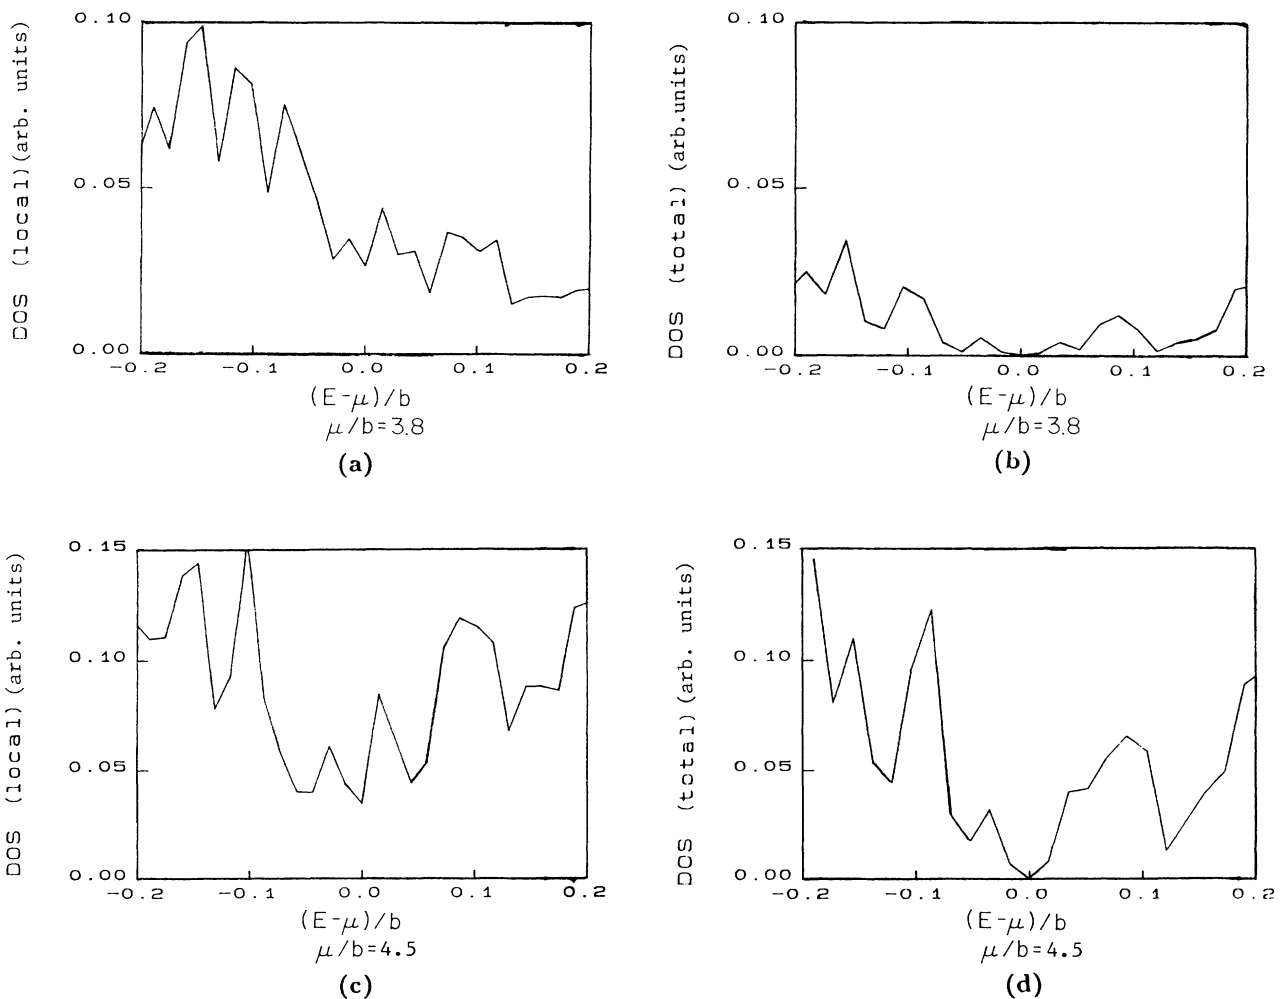 DOS (local)(arb. units)
0.10
0.05
0.00
-0.2 -0.1 0.0 0.1 0.2
(E-μ)/b
μ/b=3.8
(a)
DOS (total) (arb.units)
0.10
0.05
0.00
-0.2 -0.1 0.0 0.1 0.2
(E-μ)/b
μ/b=3.8
(b)
DOS (local)(arb. units)
0.15
0.10
0.05
0.00
-0.2 -0.1 0.0 0.1 0.2
(E-μ)/b
μ/b=4.5
(c)
DOS (total)(arb. units)
0.15
0.10
0.05
0.00
-0.2 -0.1 0.0 0.1 0.2
(E-μ)/b
μ/b=4.5
(d)